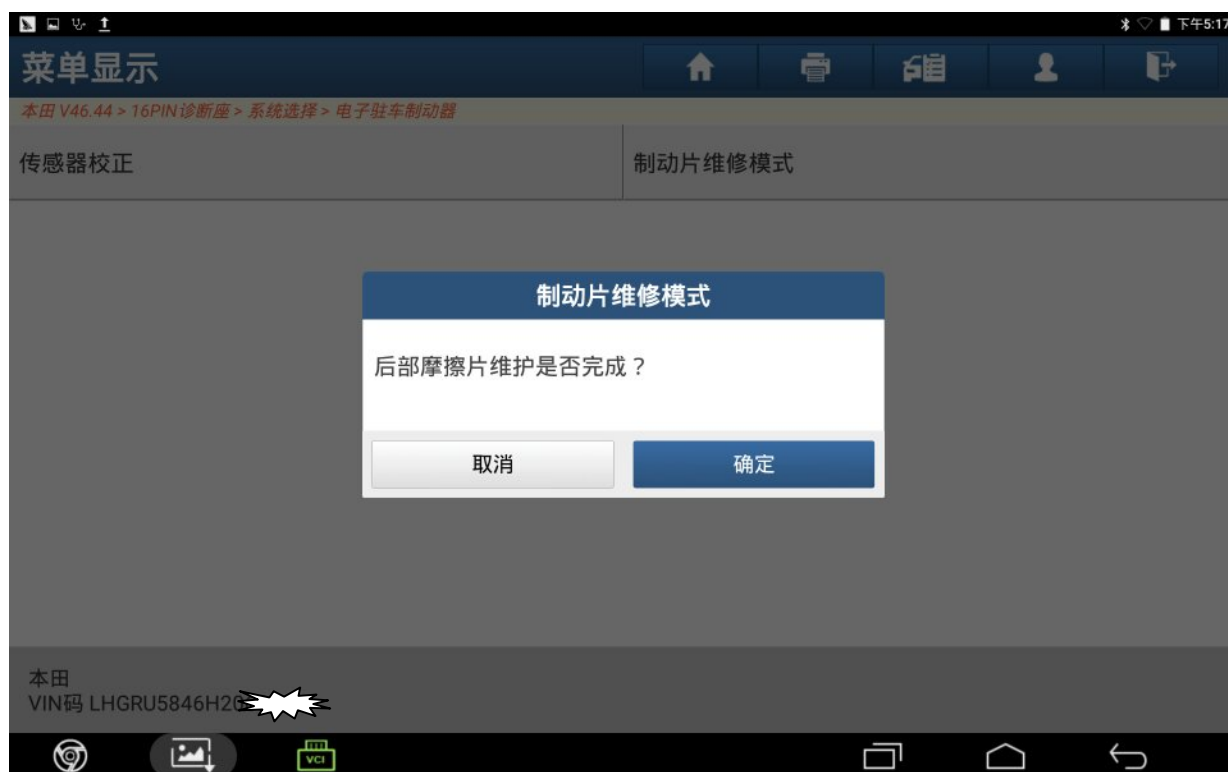 下午5:17
菜单显示
本田 V46.44 > 16PIN诊断座 > 系统选择 > 电子驻车制动器
传感器校正
制动片维修模式
制动片维修模式
后部摩擦片维护是否完成？
取消
确定
本田
VIN码 LHGRU5846H20
VCI